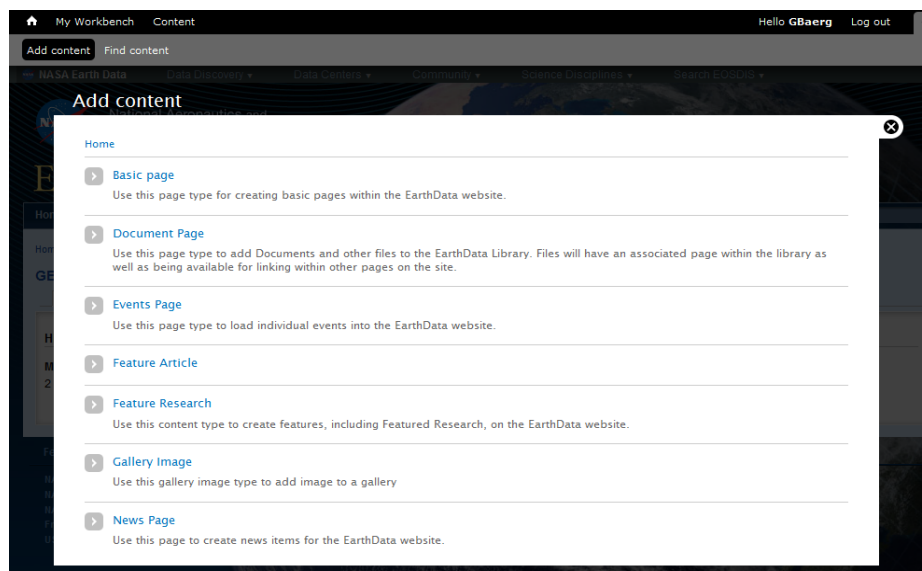 My Workbench Content Hello GBaerg Log out
Add content Find content
NASA Earth Data Data Discovery Data Centers Community Science Disciplines Search EOSDIS
Add content
National Aeronautics and
Home
Basic page
Use this page type for creating basic pages within the EarthData website.
Document Page
Use this page type to add Documents and other files to the EarthData Library. Files will have an associated page within the library as
well as being available for linking within other pages on the site.
Events Page
Use this page type to load individual events into the EarthData website.
Feature Article
Feature Research
Use this content type to create features, including Featured Research, on the EarthData website.
Gallery Image
Use this gallery image type to add image to a gallery
News Page
Use this page to create news items for the EarthData website.